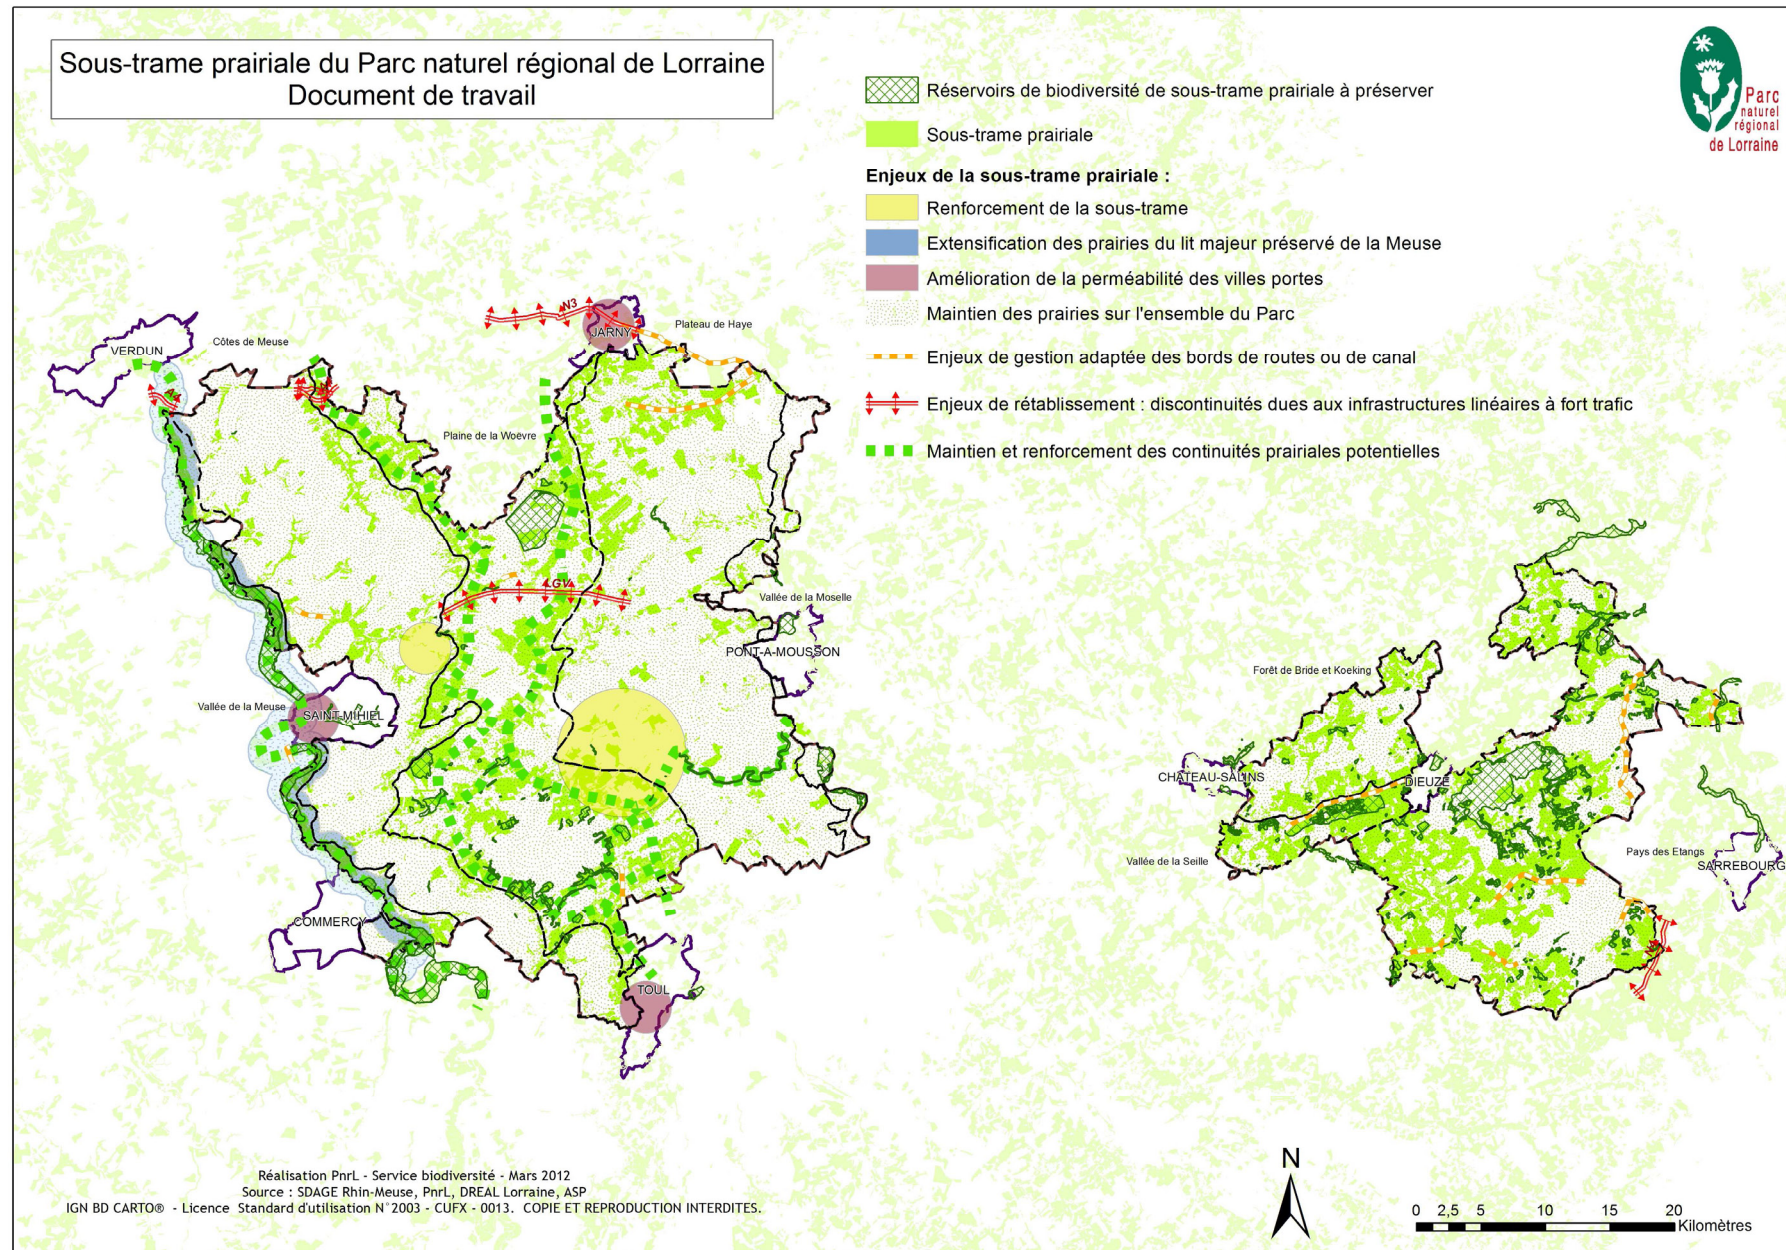 Sous-trame prairiale du Parc naturel régional de Lorraine
Document de travail
Réservoirs de biodiversité de sous-trame prairiale à préserver
Sous-trame prairiale
Enjeux de la sous-trame prairiale :
Renforcement de la sous-trame
Extensification des prairies du lit majeur préservé de la Meuse
Amélioration de la perméabilité des villes portes
Maintien des prairies sur l'ensemble du Parc
Enjeux de gestion adaptée des bords de routes ou de canal
Enjeux de rétablissement : discontinuités dues aux infrastructures linéaires à fort trafic
Maintien et renforcement des continuités prairiales potentielles
Parc
naturel
régional
de Lorraine
N3
JARNY
Plateau de Haye
VERDUN
Côtes de Meuse
A4
Plaine de la Woëvre
LGV
Vallée de la Moselle
PONT-A-MOUSSON
Vallée de la Meuse
SAINT-MIHIEL
COMMERCY
TOUL
Forêt de Bride et Koeking
CHATEAU-SALINS
DIEUZE
Vallée de la Seille
Pays des Etangs
SARREBOURG
Réalisation PnrL - Service biodiversité - Mars 2012
Source : SDAGE Rhin-Meuse, PnrL, DREAL Lorraine, ASP
IGN BD CARTO® - Licence Standard d'utilisation N°2003 - CUFX - 0013. COPIE ET REPRODUCTION INTERDITES.
N
0 2,5 5 10 15 20
Kilomètres